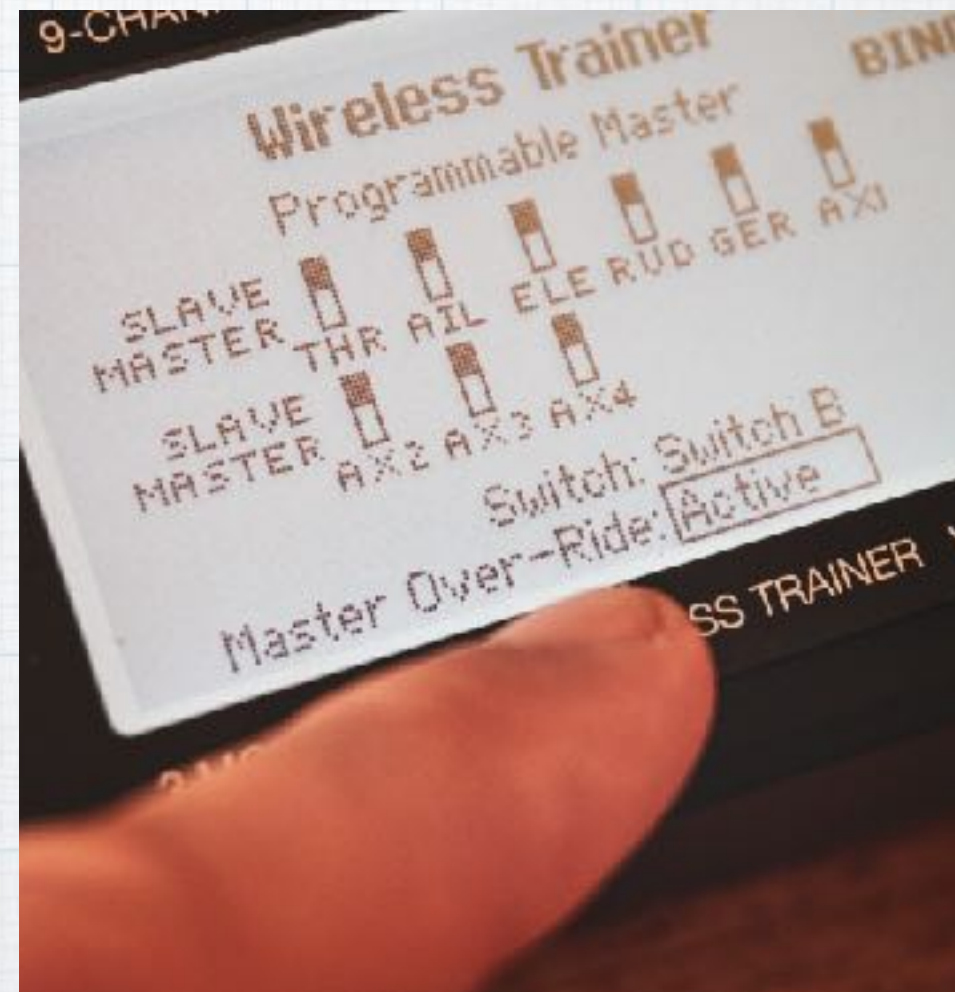 9-CHAN
Wireless Trainer
BIND
Programmable Master
SLAVE
MASTER THR AIL ELE RUD GER AX1
SLAVE
MASTER AX2 AX3 AX4
Switch: Switch B
Master Over-Ride: Active
SS TRAINER